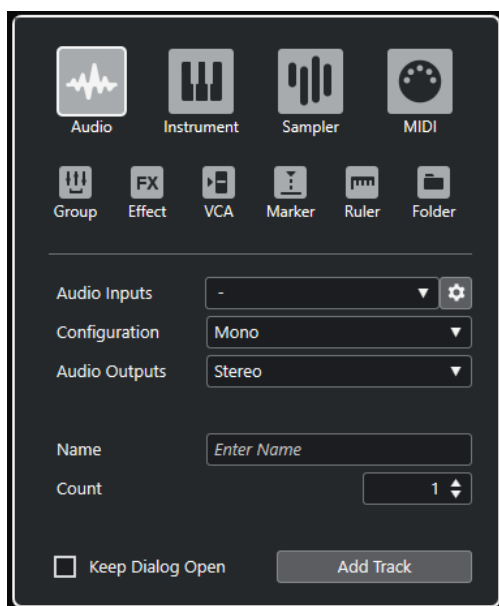 Audio Instrument Sampler MIDI
FX
Group Effect VCA Marker Ruler Folder
Audio Inputs -
Configuration Mono
Audio Outputs Stereo
Name Enter Name
Count 1
Keep Dialog Open Add Track